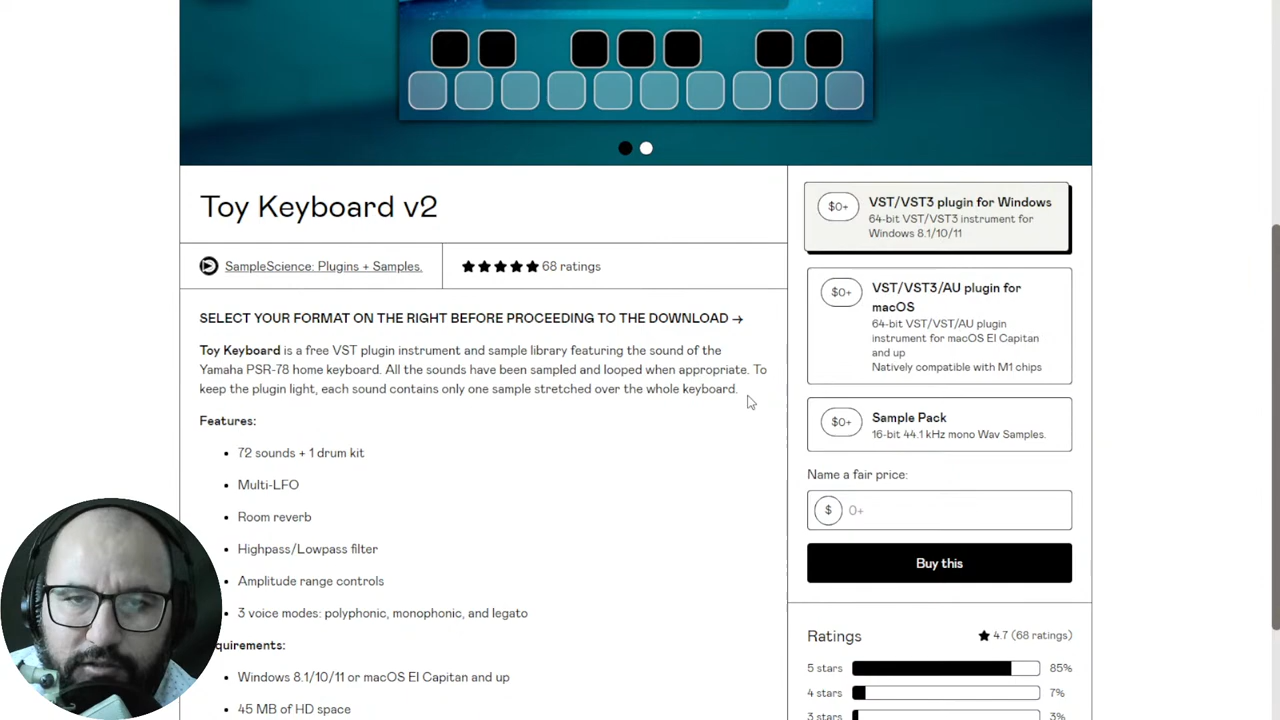 Toy Keyboard v2
SampleScience: Plugins + Samples.
68 ratings
SELECT YOUR FORMAT ON THE RIGHT BEFORE PROCEEDING TO THE DOWNLOAD →
Toy Keyboard is a free VST plugin instrument and sample library featuring the sound of the
Yamaha PSR-78 home keyboard. All the sounds have been sampled and looped when appropriate. To
keep the plugin light, each sound contains only one sample stretched over the whole keyboard.
Features:
72 sounds + 1 drum kit
Multi-LFO
Room reverb
Highpass/Lowpass filter
Amplitude range controls
3 voice modes: polyphonic, monophonic, and legato
quirements:
Windows 8.1/10/11 or macOS El Capitan and up
45 MB of HD space
$0+
VST/VST3 plugin for Windows
64-bit VST/VST3 instrument for
Windows 8.1/10/11
$0+
VST/VST3/AU plugin for
macOS
64-bit VST/VST/AU plugin
instrument for macOS El Capitan
and up
Natively compatible with M1 chips
$0+
Sample Pack
16-bit 44.1 kHz mono Wav Samples.
Name a fair price:
$ 0+
Buy this
Ratings
4.7 (68 ratings)
5 stars 85%
4 stars 7%
3 stars 3%